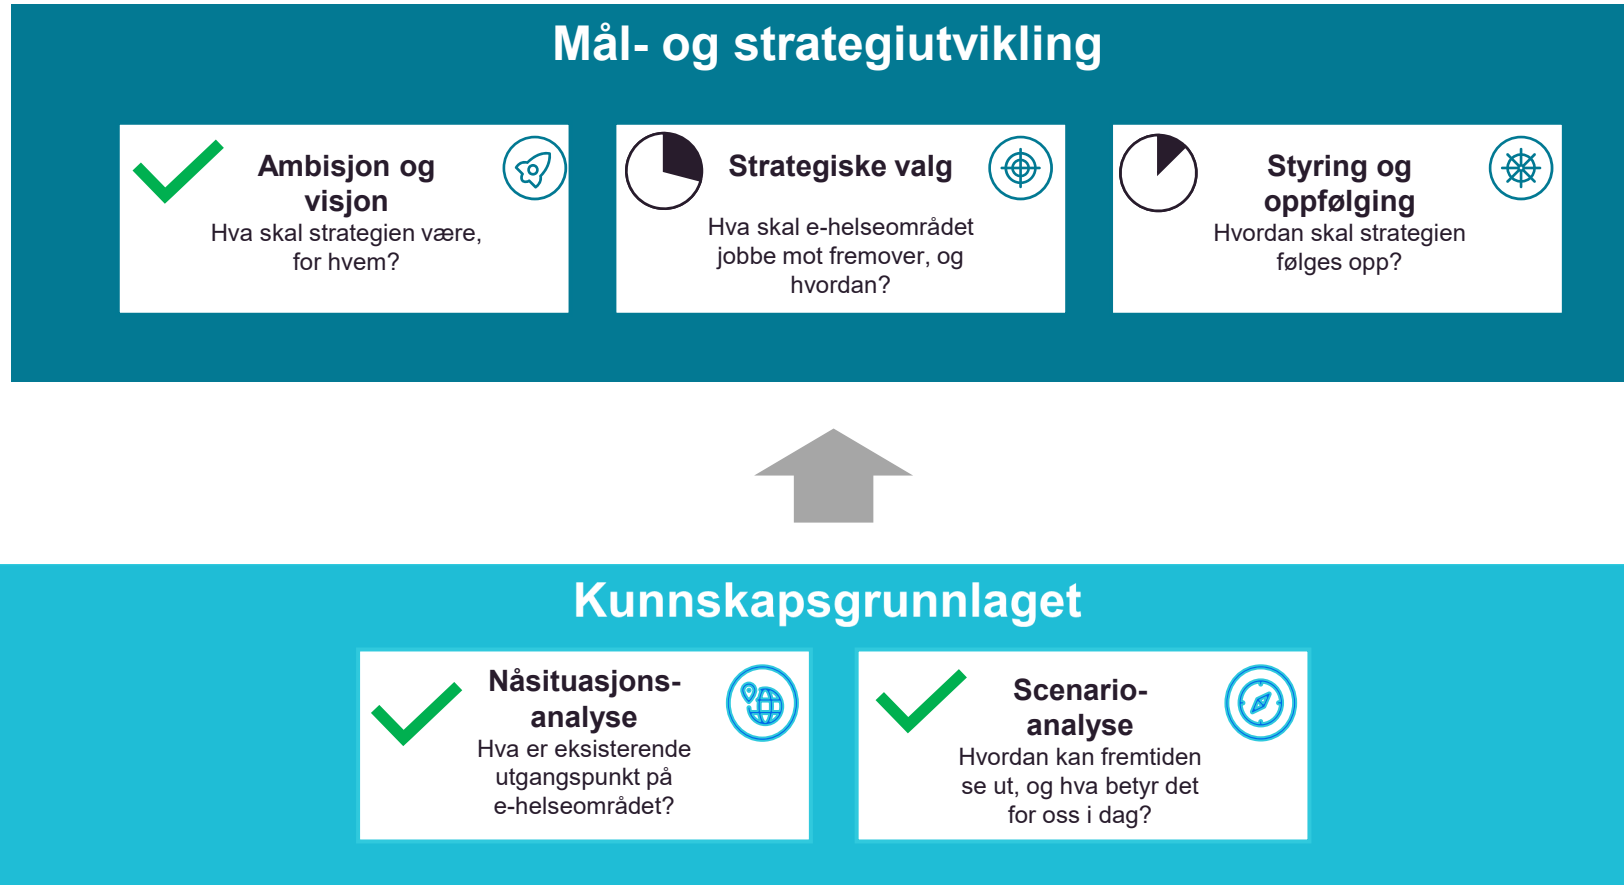 Mål- og strategiutvikling
Ambisjon og
visjon
Hva skal strategien være,
for hvem?
Strategiske valg
Hva skal e-helseområdet
jobbe mot fremover, og
hvordan?
Styring og
oppfølging
Hvordan skal strategien
følges opp?
Kunnskapsgrunnlaget
Nåsituasjons-
analyse
Hva er eksisterende
utgangspunkt på
e-helseområdet?
Scenario-
analyse
Hvordan kan fremtiden
se ut, og hva betyr det
for oss i dag?